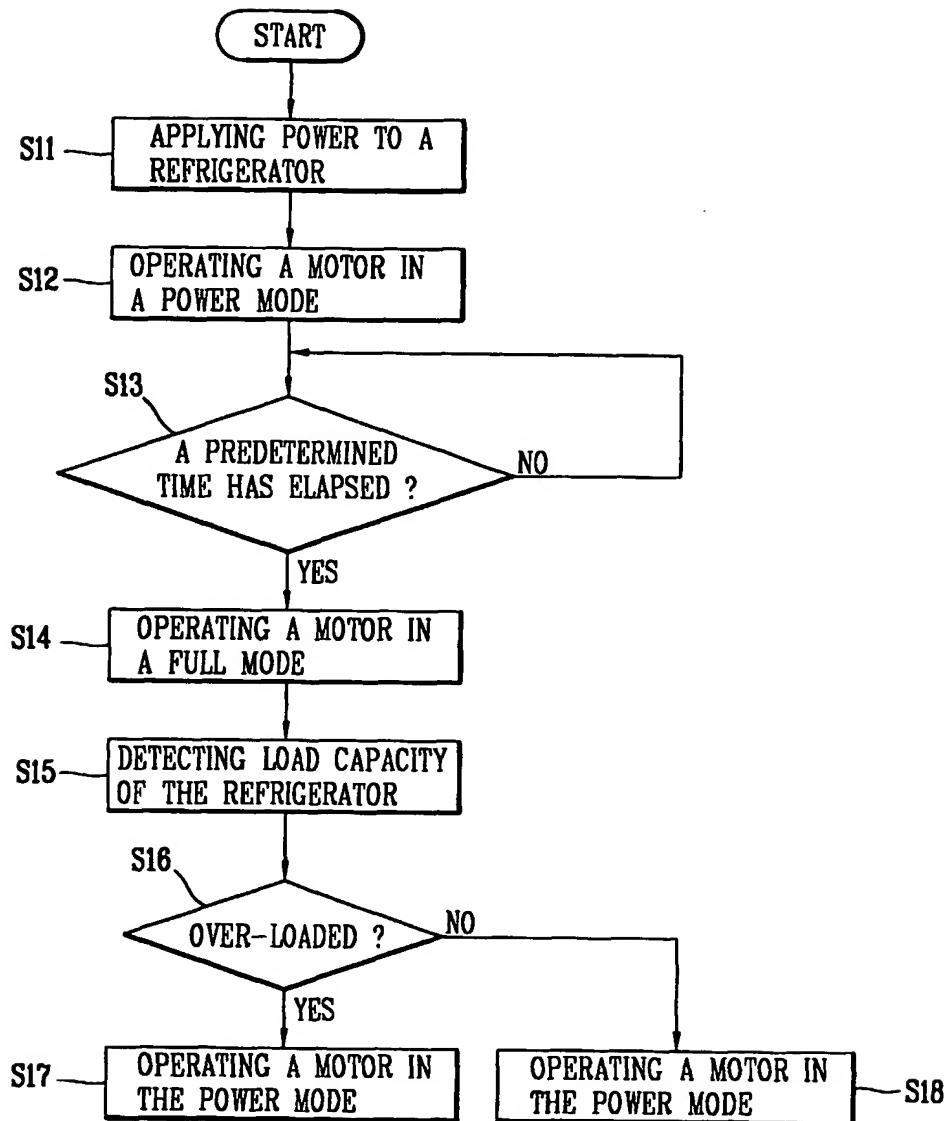 START
S11
APPLYING POWER TO A
REFRIGERATOR
S12
OPERATING A MOTOR IN
A POWER MODE
S13
A PREDETERMINED
TIME HAS ELAPSED ?
NO
YES
S14
OPERATING A MOTOR IN
A FULL MODE
S15
DETECTING LOAD CAPACITY
OF THE REFRIGERATOR
S16
OVER-LOADED ?
NO
YES
S17
OPERATING A MOTOR IN
THE POWER MODE
OPERATING A MOTOR IN
THE POWER MODE
S18